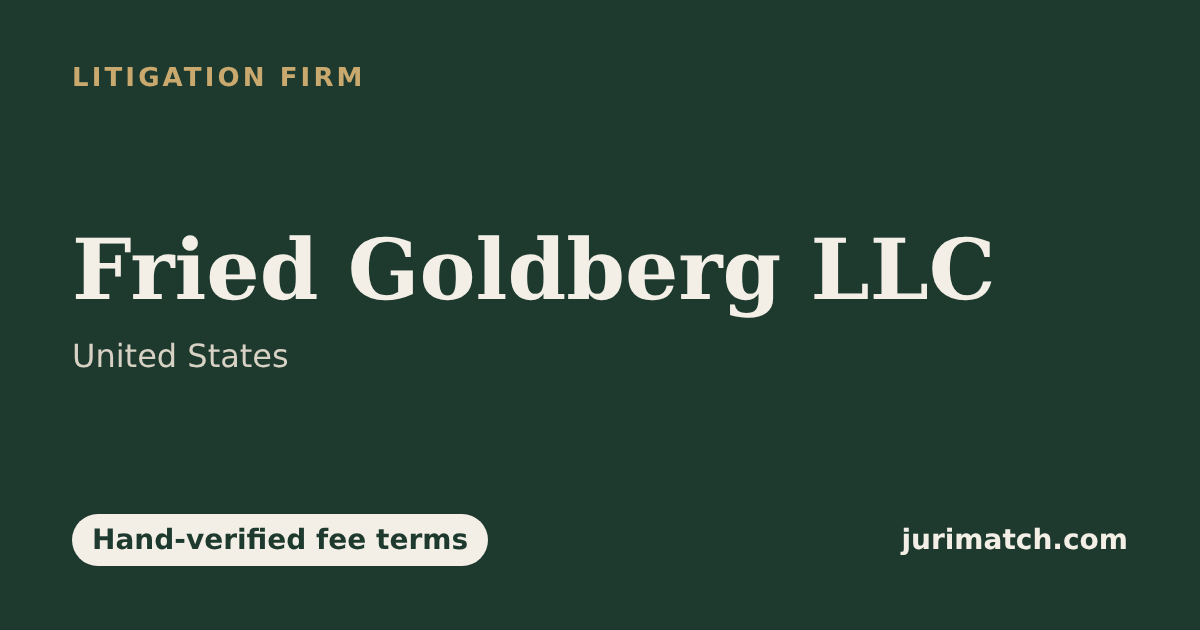 LITIGATION FIRM
Fried Goldberg LLC
United States
Hand-verified fee terms
jurimatch.com